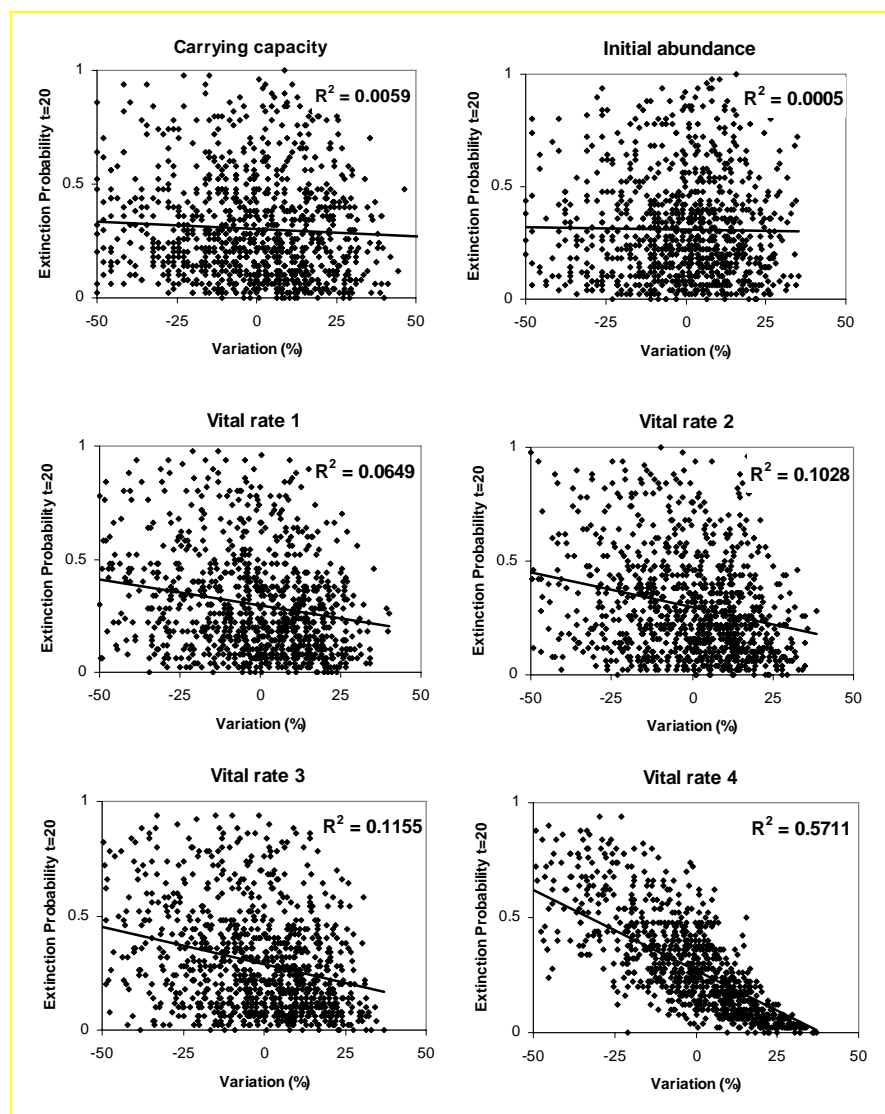 Carrying capacity
R² = 0.0059
Extinction Probability t=20
1
0.5
0
-50 -25 0 25 50
Variation (%)
Initial abundance
R² = 0.0005
Extinction Probability t=20
1
0.5
0
-50 -25 0 25 50
Variation (%)
Vital rate 1
R² = 0.0649
Extinction Probability t=20
1
0.5
0
-50 -25 0 25 50
Variation (%)
Vital rate 2
R² = 0.1028
Extinction Probability t=20
1
0.5
0
-50 -25 0 25 50
Variation (%)
Vital rate 3
R² = 0.1155
Extinction Probability t=20
1
0.5
0
-50 -25 0 25 50
Variation (%)
Vital rate 4
R² = 0.5711
Extinction Probability t=20
1
0.5
0
-50 -25 0 25 50
Variation (%)